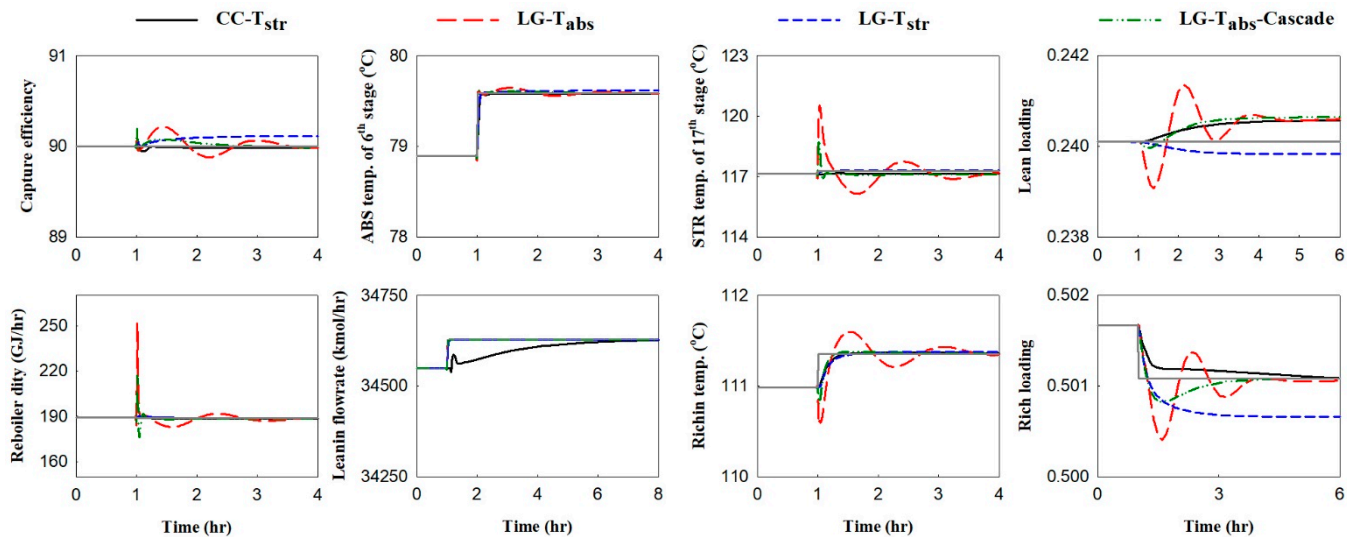 CC-Tstr LG-Tabs LG-Tstr LG-Tabs-Cascade
Capture efficiency
91
90
89
0 1 2 3 4
ABS temp. of 6th stage (°C)
80
79
78
0 1 2 3 4
STR temp. of 17th stage (°C)
123
120
117
114
0 1 2 3 4
Lean loading
0.242
0.240
0.238
0 1 2 3 4 5 6
Reboiler dity (GJ/hr)
250
220
190
160
0 1 2 3 4
Time (hr)
Leanin flowrate (kmol/hr)
34750
34500
34250
0 2 4 6 8
Time (hr)
Richin temp. (°C)
112
111
110
0 1 2 3 4
Time (hr)
Rich loading
0.502
0.501
0.500
0 3 6
Time (hr)